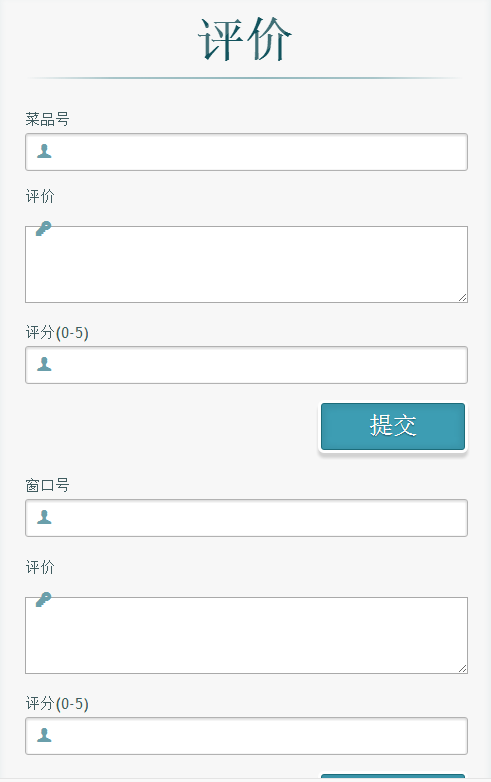 评价
菜品号
评价
评分(0-5)
提交
窗口号
评价
评分(0-5)